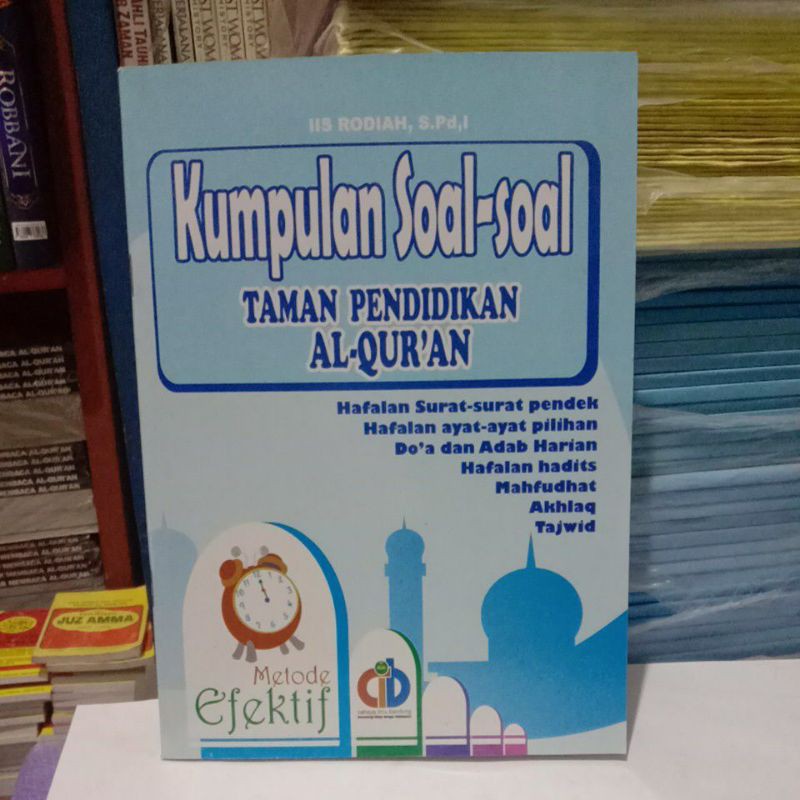 IIS RODIAH, S.Pd,I
Kumpulan Soal-soal
TAMAN PENDIDIKAN
AL-QUR'AN
Hafalan Surat-surat pendek
Hafalan ayat-ayat pilihan
Do'a dan Adab Harian
Hafalan hadits
Mahfudhat
Akhlaq
Tajwid
Metode
Efektif
cib
ROBBANI
JUZ AMMA